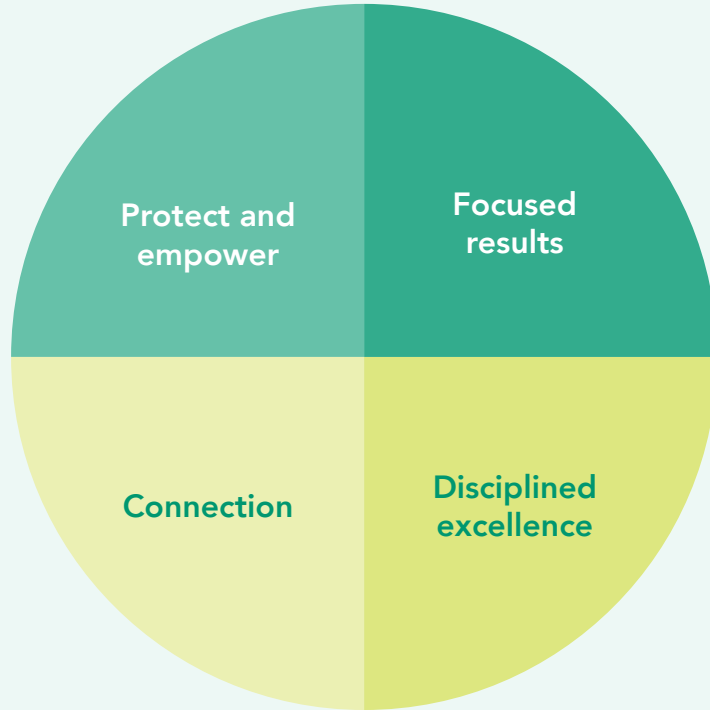 Protect and
empower
Focused
results
Connection
Disciplined
excellence